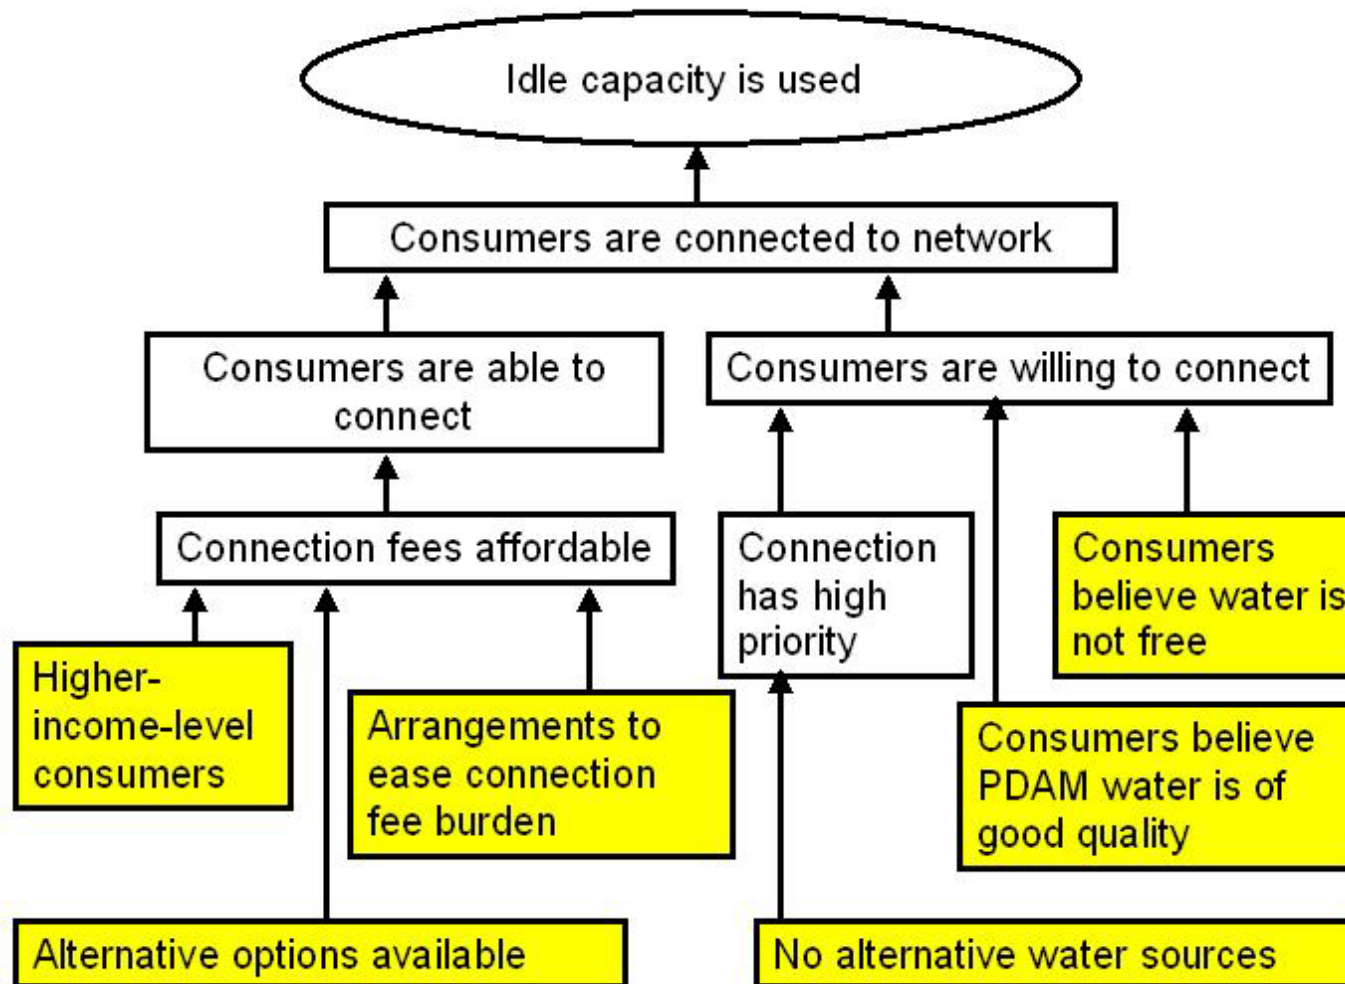 Idle capacity is used
Consumers are connected to network
Consumers are able to
connect
Consumers are willing to connect
Connection fees affordable
Connection
has high
priority
Consumers
believe water is
not free
Higher-
income-level
consumers
Arrangements to
ease connection
fee burden
Consumers believe
PDAM water is of
good quality
Alternative options available
No alternative water sources